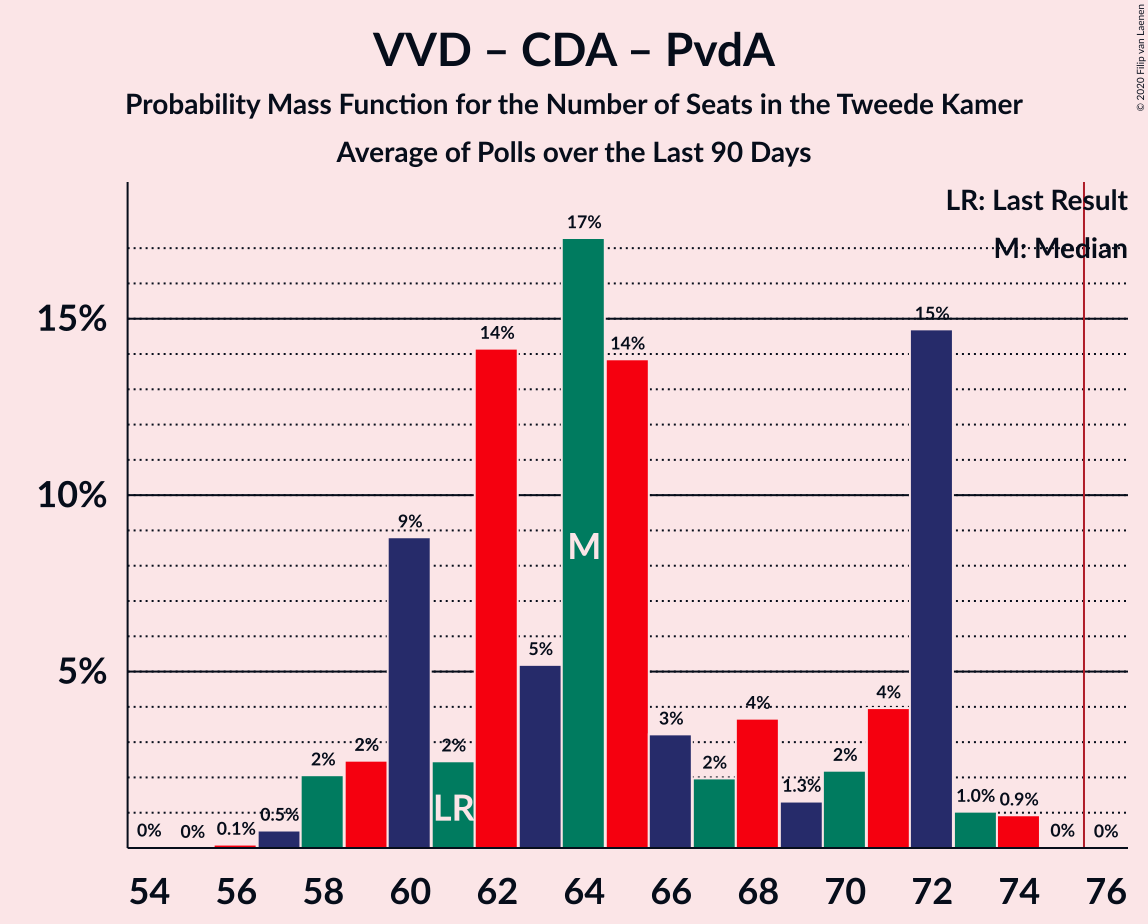 VVD – CDA – PvdA
Probability Mass Function for the Number of Seats in the Tweede Kamer
Average of Polls over the Last 90 Days
© 2020 Filip van Laenen
LR: Last Result
M: Median
15%
10%
5%
0%
0%
0.1%
0.5%
2%
2%
9%
2%
14%
5%
17%
14%
3%
2%
4%
1.3%
2%
4%
15%
1.0%
0.9%
0%
0%
M
LR
54 56 58 60 62 64 66 68 70 72 74 76